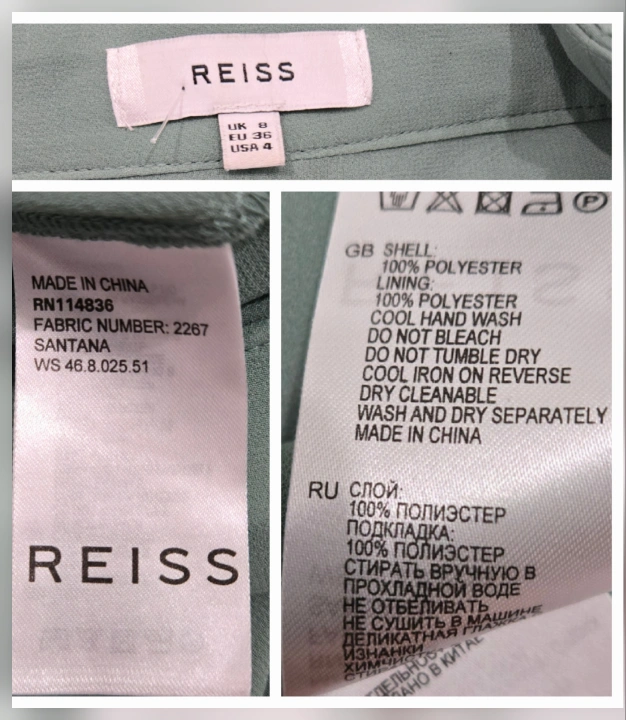 REISS
UK 8
EU 36
USA 4
MADE IN CHINA
RN114836
FABRIC NUMBER: 2267
SANTANA
WS 46.8.025.51
REISS
GB SHELL:
100% POLYESTER
LINING:
100% POLYESTER
COOL HAND WASH
DO NOT BLEACH
DO NOT TUMBLE DRY
COOL IRON ON REVERSE
DRY CLEANABLE
WASH AND DRY SEPARATELY
MADE IN CHINA
RU СЛОЙ:
100% ПОЛИЭСТЕР
ПОДКЛАДКА:
100% ПОЛИЭСТЕР
СТИРАТЬ ВРУЧНУЮ В
ПРОХЛАДНОЙ ВОДЕ
НЕ ОТБЕЛИВАТЬ
НЕ СУШИТЬ В МАШИНЕ
ДЕЛИКАТНАЯ
ИЗНАНКИ